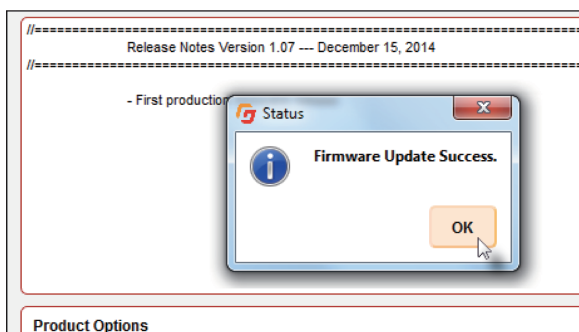 //==========================================================================
Release Notes Version 1.07 --- December 15, 2014
//==========================================================================
- First production
Status
Firmware Update Success.
OK
Product Options